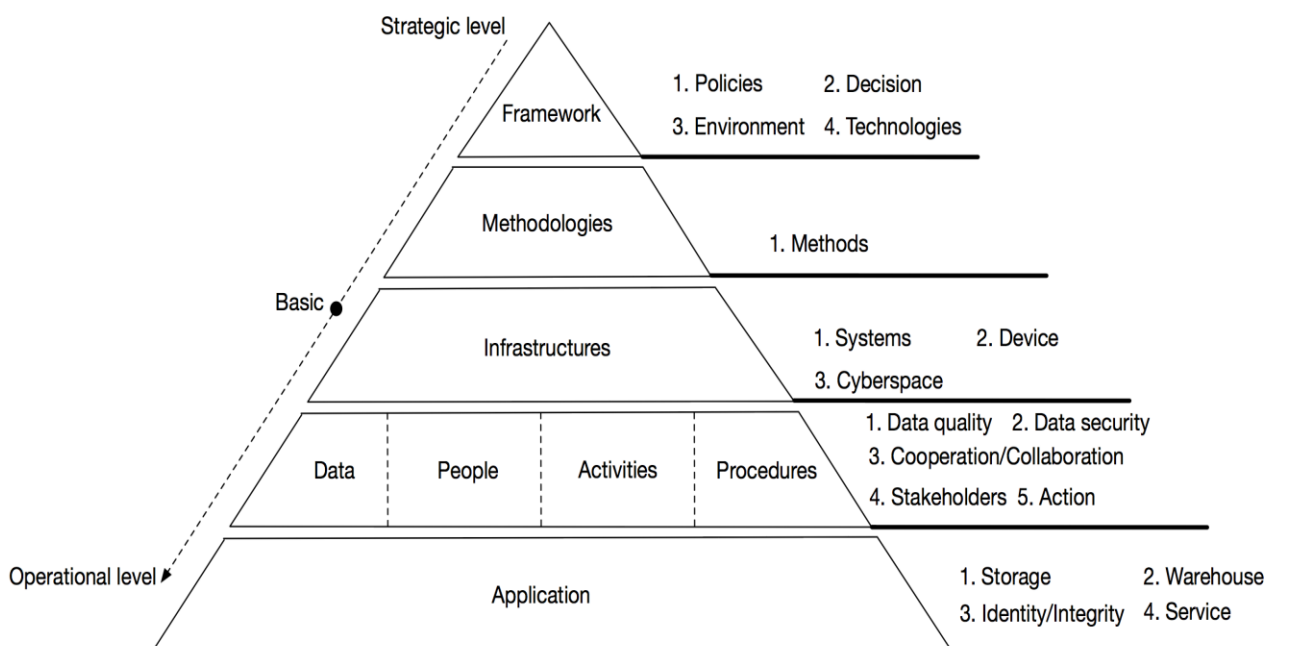 Strategic level
Framework
1. Policies 2. Decision
3. Environment 4. Technologies
Methodologies
1. Methods
Basic
Infrastructures
1. Systems 2. Device
3. Cyberspace
Data People Activities Procedures
1. Data quality 2. Data security
3. Cooperation/Collaboration
4. Stakeholders 5. Action
Operational level
Application
1. Storage 2. Warehouse
3. Identity/Integrity 4. Service